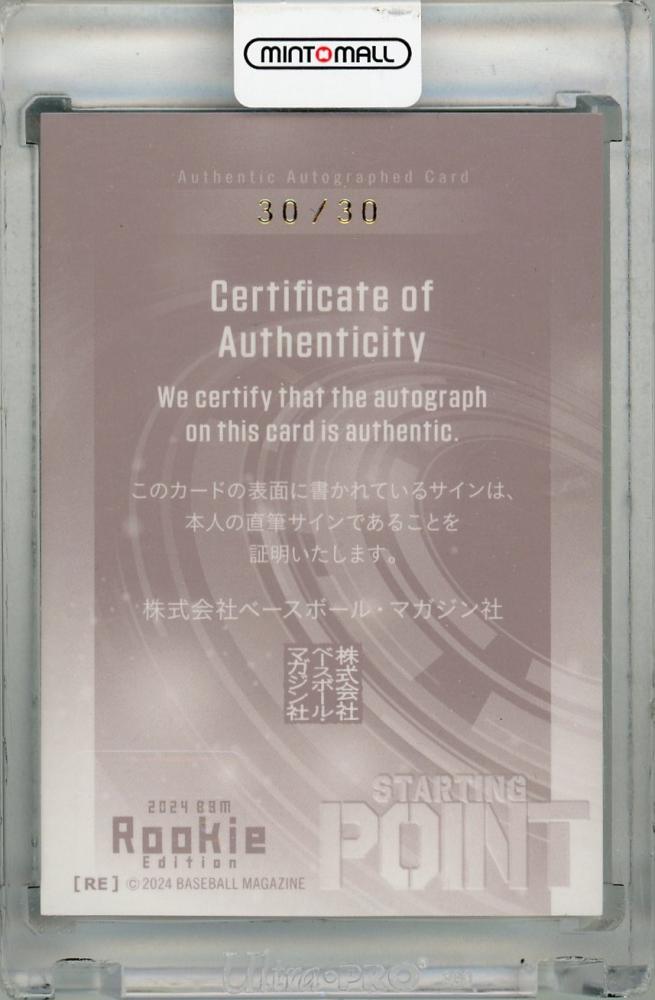 MINTMALL
Authentic Autographed Card
30/30
Certificate of
Authenticity
We certify that the autograph
on this card is authentic.
このカードの表面に書かれているサインは、
本人の直筆サインであることを
証明いたします。
株式会社ベースボール・マガジン社
株式会社
ベースボール・
マガジン社
2024 BBM
Rookie
Edition
STARTING
POINT
[RE] ©2024 BASEBALL MAGAZINE
Ultra•PRO